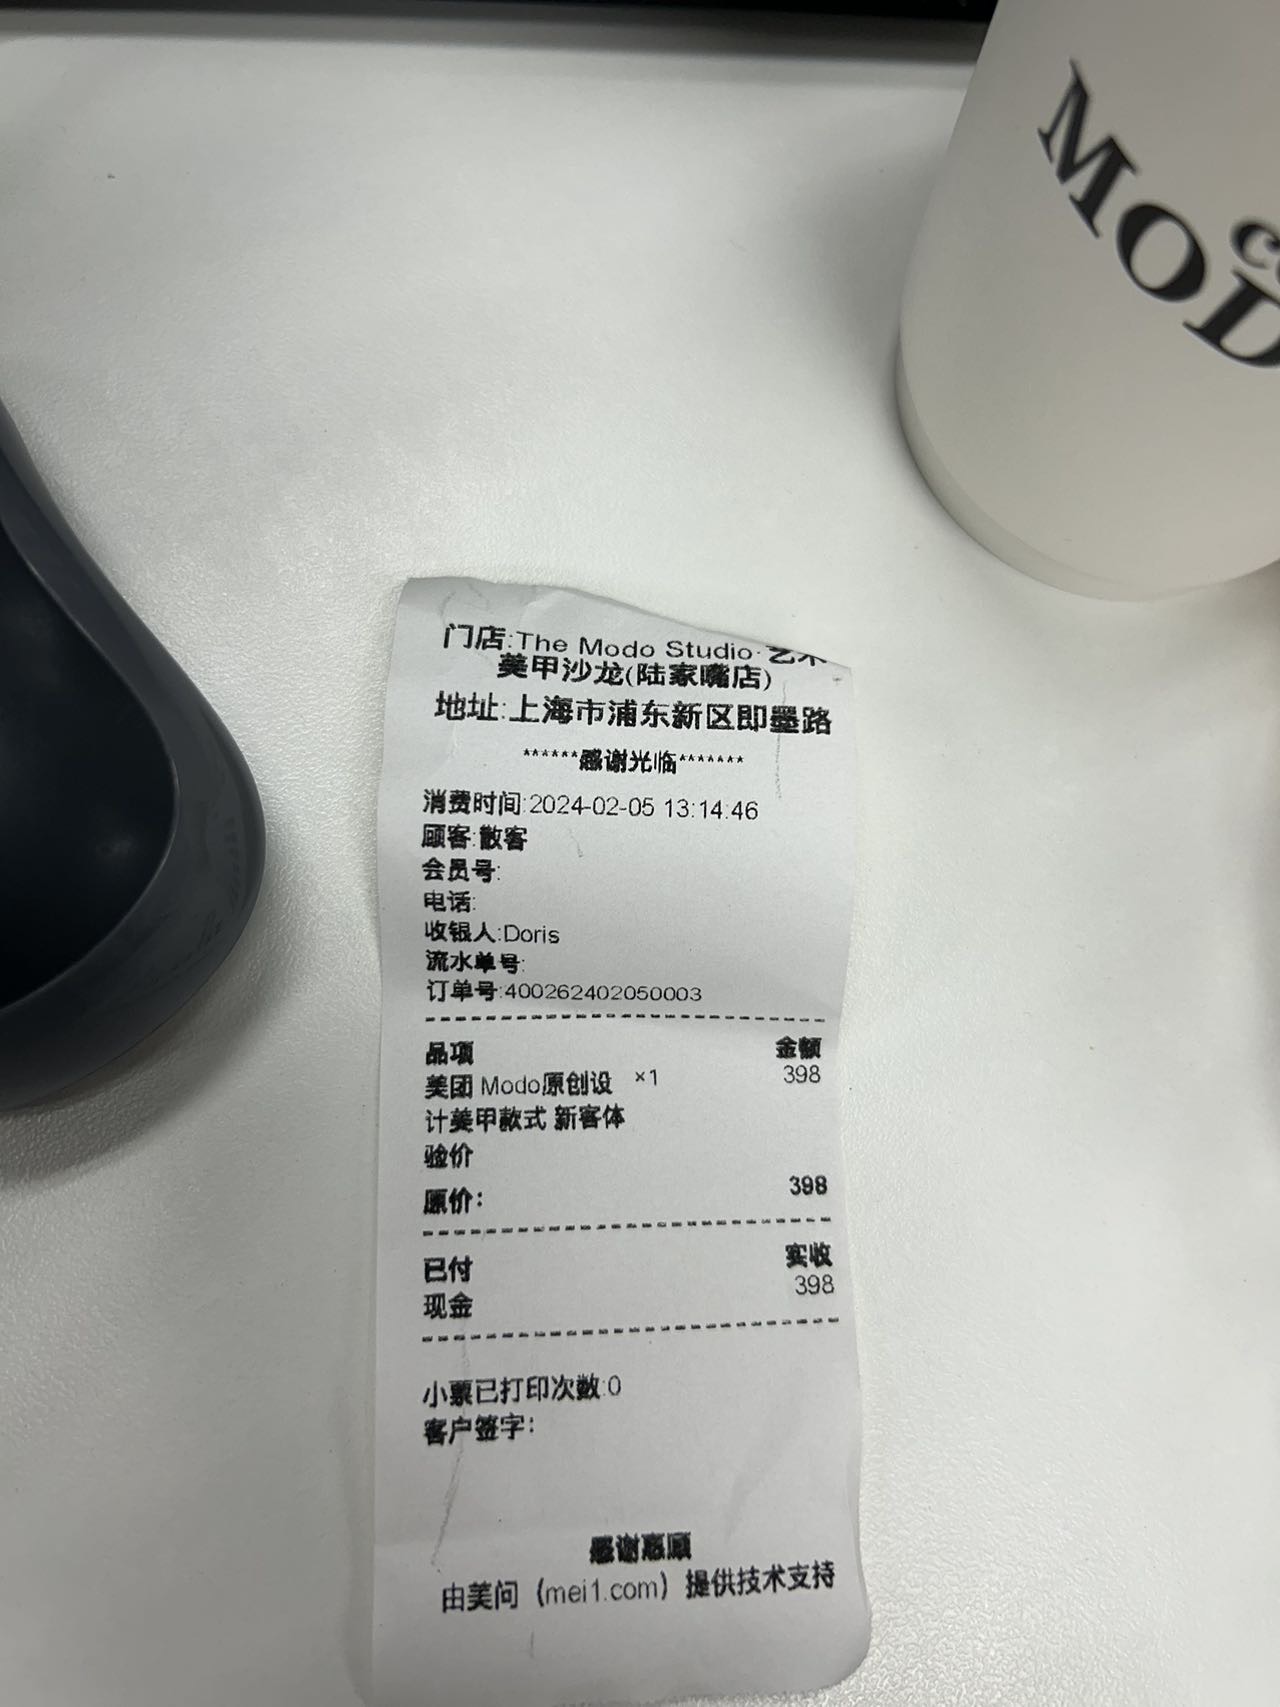 MOD
门店:The Modo Studio·艺术
美甲沙龙(陆家嘴店)
地址:上海市浦东新区即墨路
******感谢光临*******
消费时间:2024-02-05 13:14:46
顾客:散客
会员号:
电话:
收银人:Doris
流水单号:
订单号:400262402050003
品项 金额
美团 Modo原创设 ×1 398
计美甲款式 新客体
验价
原价: 398
已付 实收
现金 398
小票已打印次数:0
客户签字:
感谢惠顾
由美问（mei1.com）提供技术支持